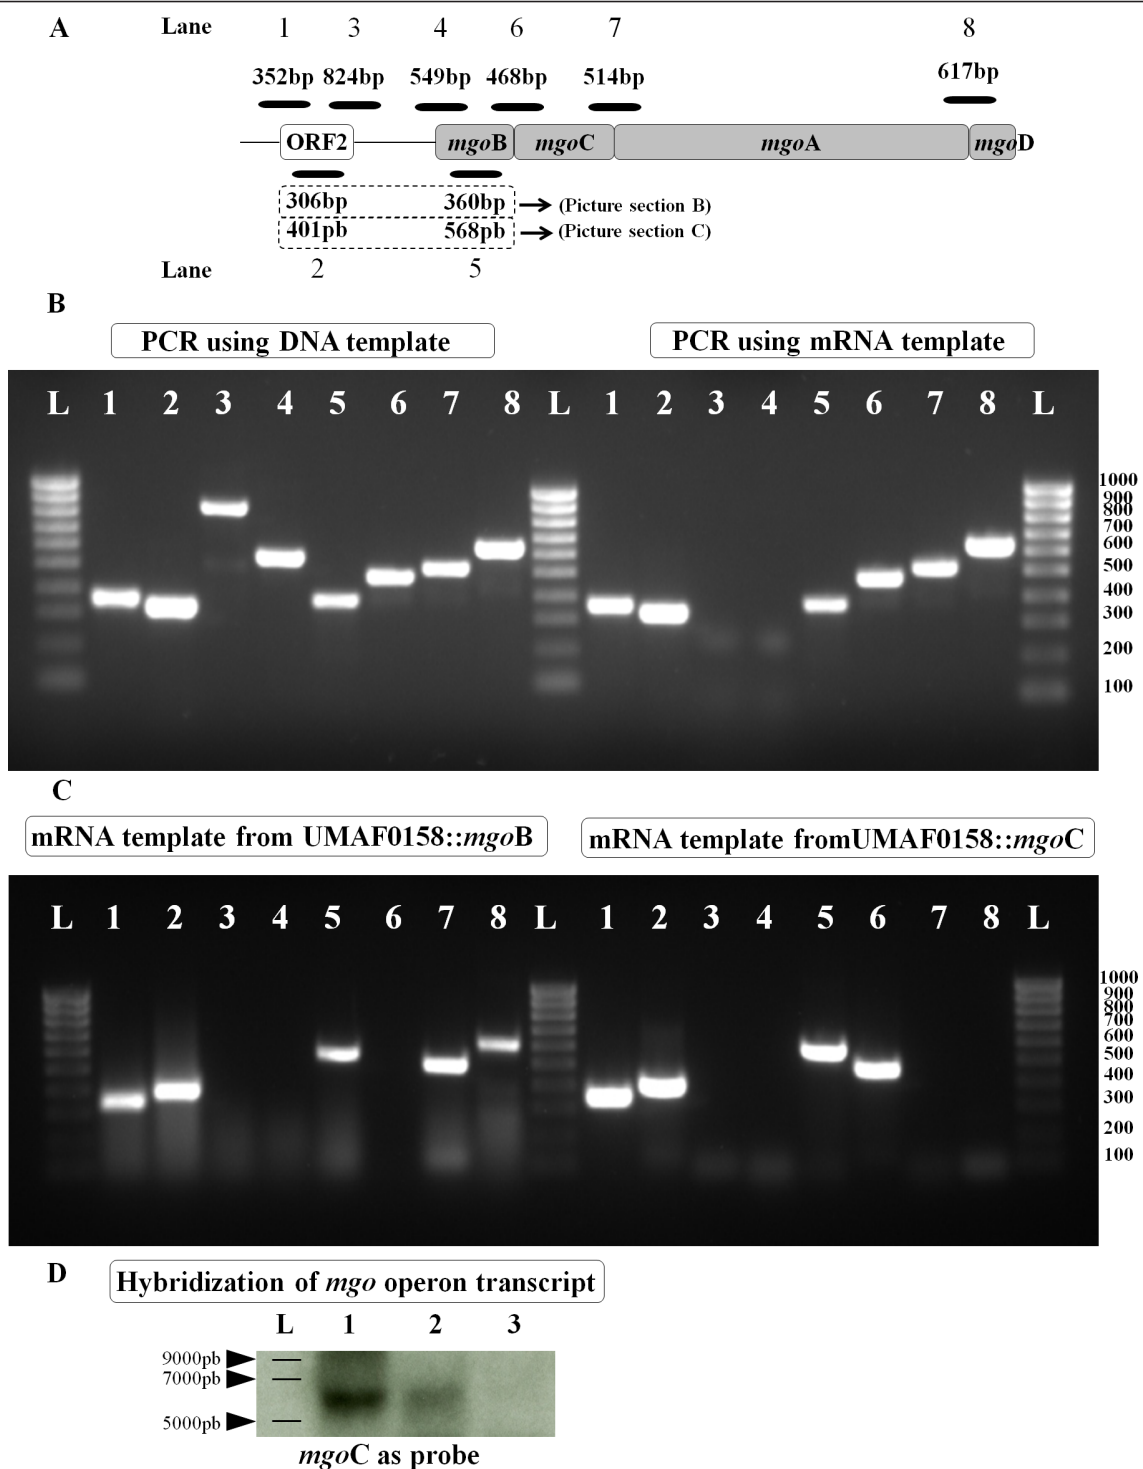 A Lane 1 3 4 6 7 8
352bp 824bp 549bp 468bp 514bp 617bp
ORF2 mgoB mgoC mgoA mgoD
306bp 360bp (Picture section B)
401pb 568pb (Picture section C)
Lane 2 5
B
PCR using DNA template PCR using mRNA template
L 1 2 3 4 5 6 7 8 L 1 2 3 4 5 6 7 8 L
1000
900
800
700
600
500
400
300
200
100
C
mRNA template from UMAF0158::mgoB mRNA template fromUMAF0158::mgoC
L 1 2 3 4 5 6 7 8 L 1 2 3 4 5 6 7 8 L
1000
900
800
700
600
500
400
300
200
100
D Hybridization of mgo operon transcript
L 1 2 3
9000pb
7000pb
5000pb
mgoC as probe